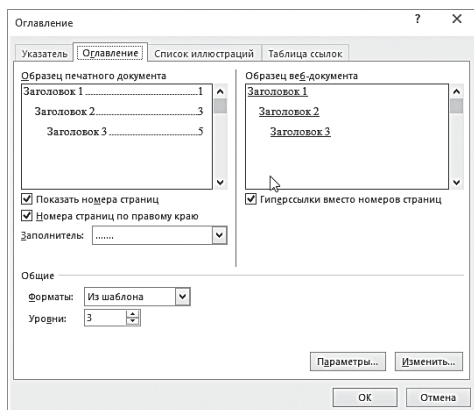 Оглавление ? X
Указатель Оглавление Список иллюстраций Таблица ссылок
Образец печатного документа
Заголовок 1.....................................1
Заголовок 2.................................3
Заголовок 3..............................5
Образец веб-документа
Заголовок 1
Заголовок 2
Заголовок 3
Показать номера страниц
Номера страниц по правому краю
Заполнитель: .......
Гиперссылки вместо номеров страниц
Общие
Форматы: Из шаблона
Уровни: 3
Параметры... Изменить...
ОК Отмена